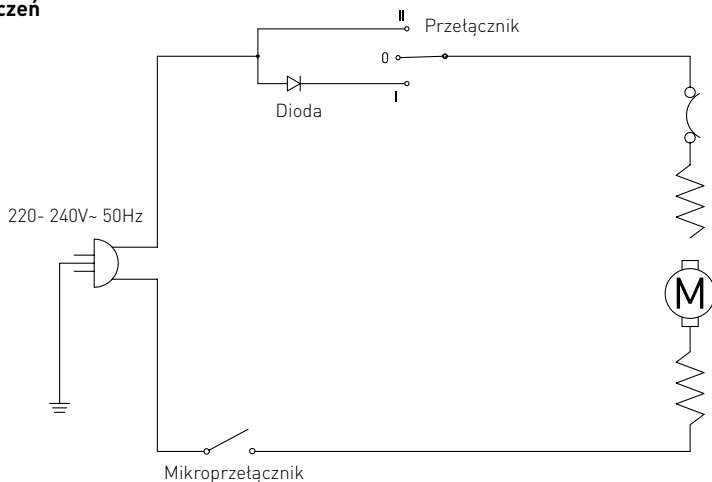 czeń
II
Przełącznik
0
I
Dioda
220- 240V~ 50Hz
M
Mikroprzełącznik